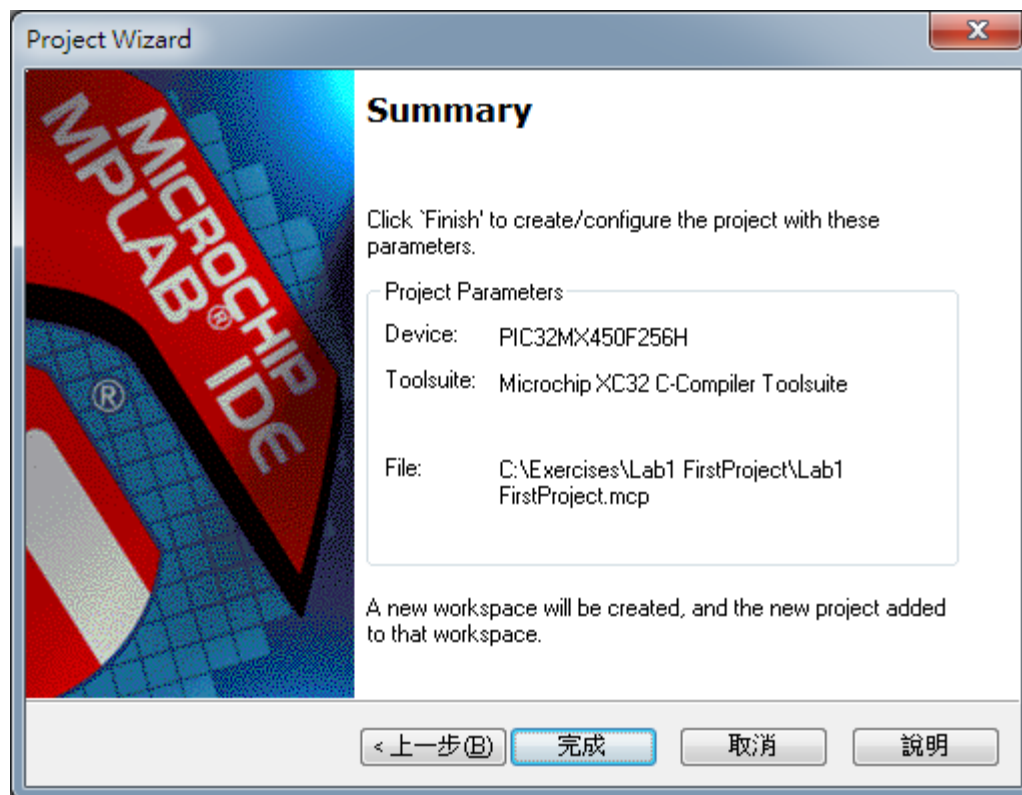 Project Wizard
MICROCHIP
MPLAB® IDE
®
Summary
Click `Finish' to create/configure the project with these
parameters.
Project Parameters
Device: PIC32MX450F256H
Toolsuite: Microchip XC32 C-Compiler Toolsuite
File: C:\Exercises\Lab1 FirstProject\Lab1
FirstProject.mcp
A new workspace will be created, and the new project added
to that workspace.
<上一步(B) 完成 取消 說明